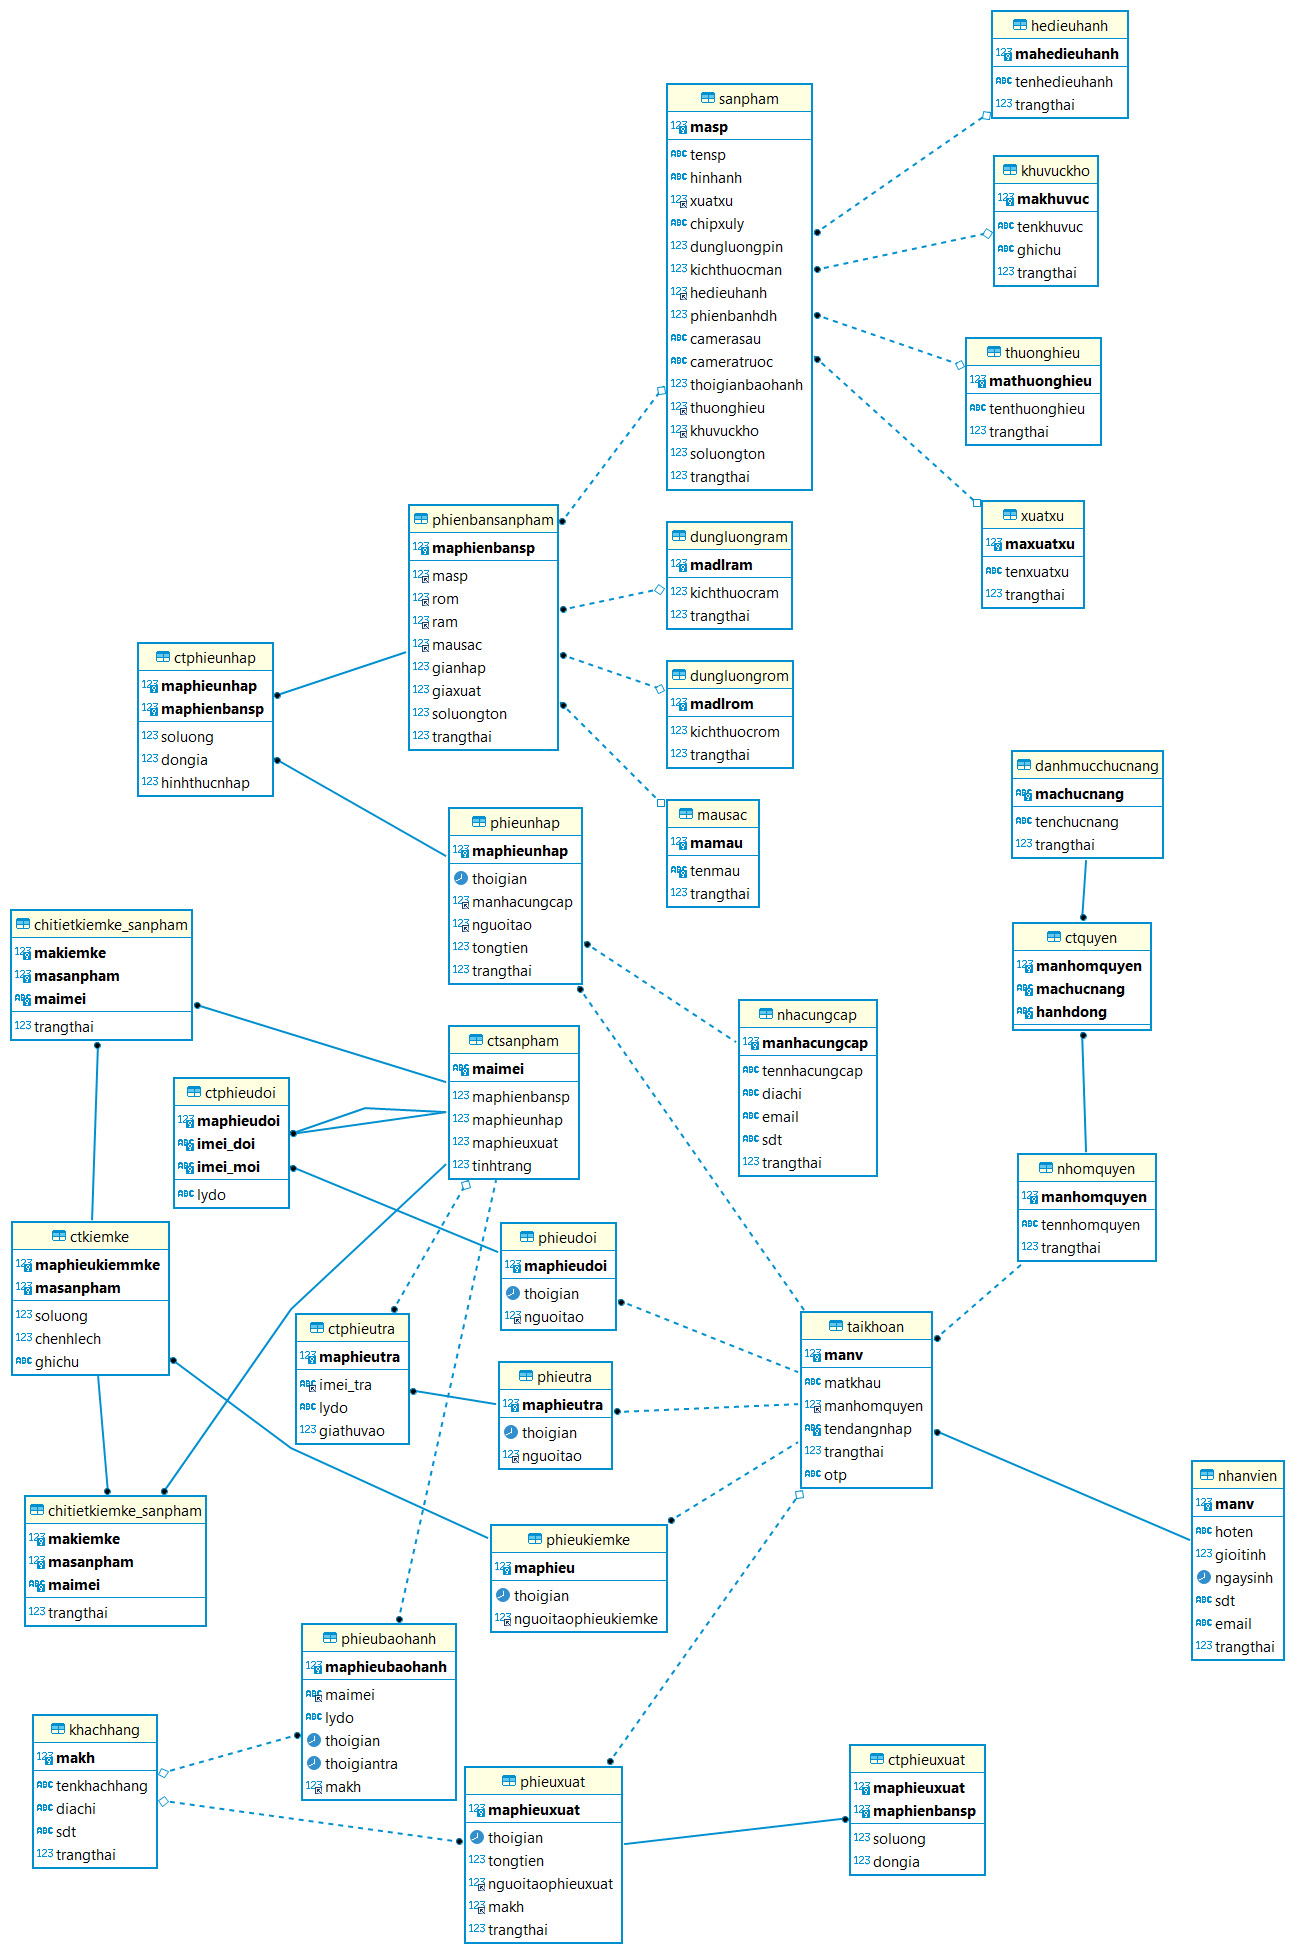 hedieuhanh
mahedieuhanh
tenhedieuhanh
trangthai
sanpham
masp
tensp
hinhanh
xuatxu
chipxuly
dungluongpin
kichthuocman
hedieuhanh
phienbanhdh
camerasau
cameratruoc
thoigianbaohanh
thuonghieu
khuvuckho
soluongton
trangthai
khuvuckho
makhuvuc
tenkhuvuc
ghichu
trangthai
thuonghieu
mathuonghieu
tenthuonghieu
trangthai
xuatxu
maxuatxu
tenxuatxu
trangthai
phienbansanpham
maphienbansp
masp
rom
ram
mausac
gianhap
giaxuat
soluongton
trangthai
dungluongram
madlram
kichthuocram
trangthai
dungluongrom
madlrom
kichthuocrom
trangthai
mausac
mamau
tenmau
trangthai
ctphieunhap
maphieunhap
maphienbansp
soluong
dongia
hinhthucnhap
phieunhap
maphieunhap
thoigian
manhacungcap
nguoitao
tongtien
trangthai
danhmucchucnang
machucnang
tenchucnang
trangthai
ctquyen
manhomquyen
machucnang
hanhdong
chitietkiemke_sanpham
makiemke
masanpham
maimei
trangthai
nhacungcap
manhacungcap
tennhacungcap
diachi
email
sdt
trangthai
ctsanpham
maimei
maphienbansp
maphieunhap
maphieuxuat
tinhtrang
ctphieudoi
maphieudoi
imei_doi
imei_moi
lydo
nhomquyen
manhomquyen
tennhomquyen
trangthai
ctkiemke
maphieukiemmke
masanpham
soluong
chenhlech
ghichu
phieudoi
maphieudoi
thoigian
nguoitao
ctphieutra
maphieutra
imei_tra
lydo
giathuvao
phieutra
maphieutra
thoigian
nguoitao
taikhoan
manv
matkhau
manhomquyen
tendangnhap
trangthai
otp
nhanvien
manv
hoten
gioitinh
ngaysinh
sdt
email
trangthai
chitietkiemke_sanpham
makiemke
masanpham
maimei
trangthai
phieukiemke
maphieu
thoigian
nguoitaophieukiemke
phieubaohanh
maphieubaohanh
maimei
lydo
thoigian
thoigiantra
makh
khachhang
makh
tenkhachhang
diachi
sdt
trangthai
phieuxuat
maphieuxuat
thoigian
tongtien
nguoitaophieuxuat
makh
trangthai
ctphieuxuat
maphieuxuat
maphienbansp
soluong
dongia